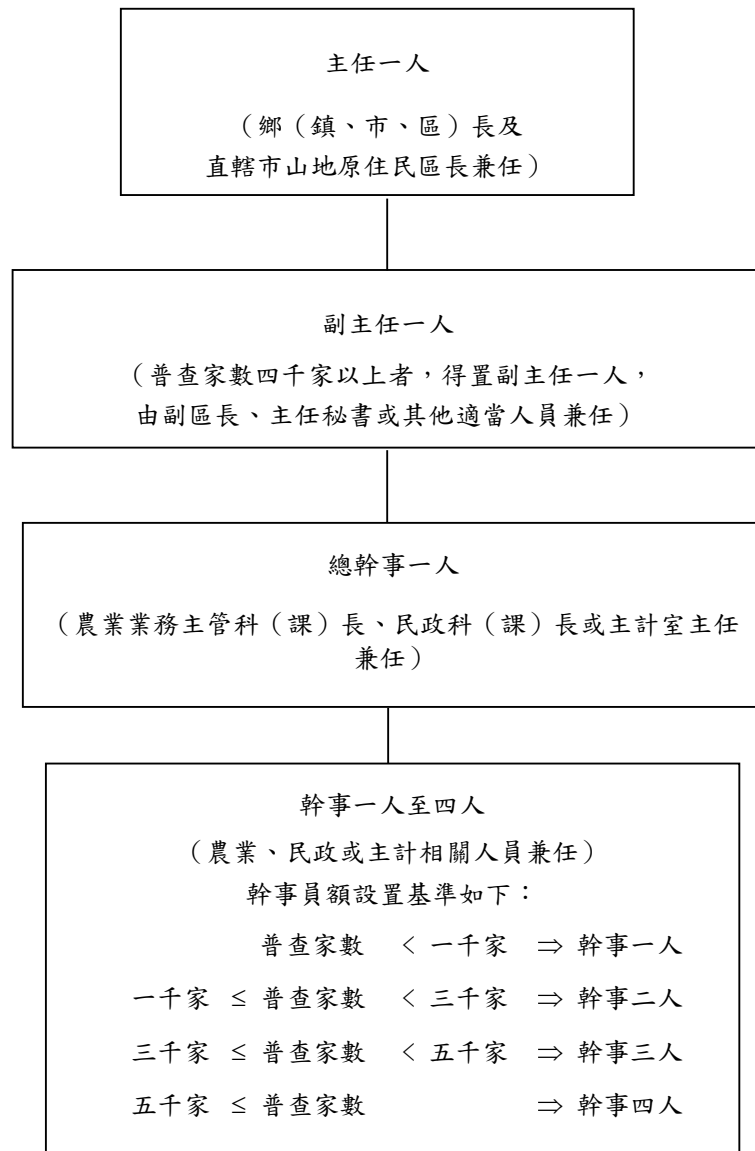 主任一人
（鄉（鎮、市、區）長及
直轄市山地原住民區長兼任）
副主任一人
（普查家數四千家以上者，得置副主任一人，
由副區長、主任秘書或其他適當人員兼任）
總幹事一人
（農業業務主管科（課）長、民政科（課）長或主計室主任
兼任）
幹事一人至四人
（農業、民政或主計相關人員兼任）
幹事員額設置基準如下：
普查家數 < 一千家 ⇒ 幹事一人
一千家 ≤ 普查家數 < 三千家 ⇒ 幹事二人
三千家 ≤ 普查家數 < 五千家 ⇒ 幹事三人
五千家 ≤ 普查家數 ⇒ 幹事四人